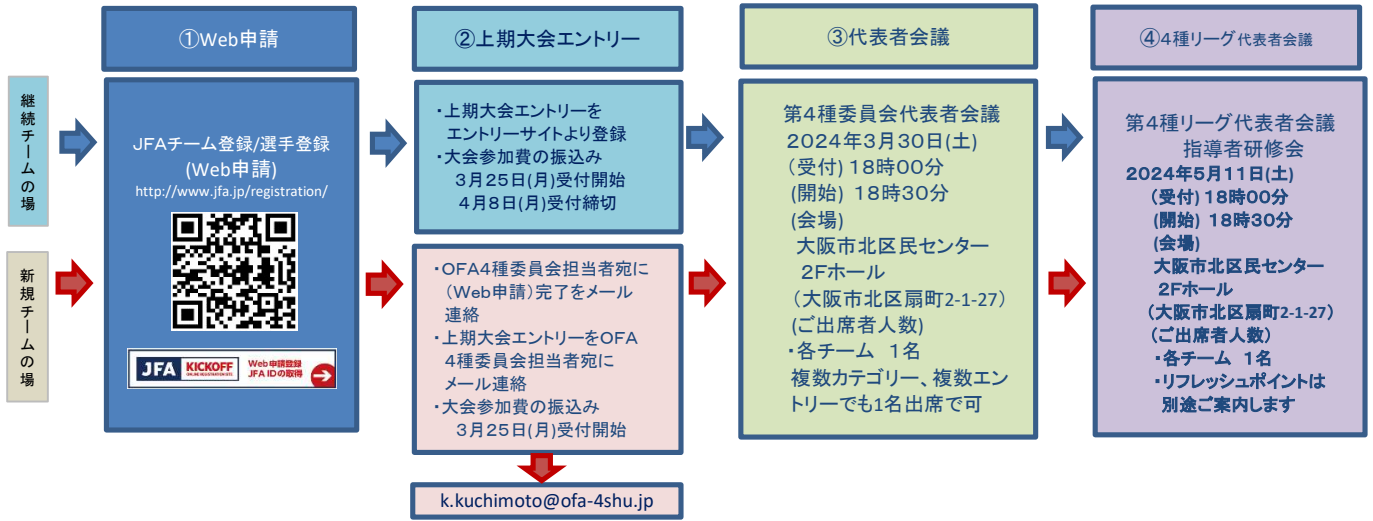 ①Web申請
②上期大会エントリー
③代表者会議
④4種リーグ代表者会議
継続チームの場
JFAチーム登録/選手登録
(Web申請)
http://www.jfa.jp/registration/
JFA KICKOFF
ONLINE REGISTRATION SITE
Web申請登録
JFA IDの取得
・上期大会エントリーを
エントリーサイトより登録
・大会参加費の振込み
3月25日(月)受付開始
4月8日(月)受付締切
第4種委員会代表者会議
2024年3月30日(土)
(受付)18時00分
(開始) 18時30分
(会場)
大阪市北区民センター
2Fホール
(大阪市北区扇町2-1-27)
(ご出席者人数)
・各チーム 1名
複数カテゴリー、複数エン
トリーでも1名出席で可
第4種リーグ代表者会議
指導者研修会
2024年5月11日(土)
(受付)18時00分
(開始) 18時30分
(会場)
大阪市北区民センター
2Fホール
(大阪市北区扇町2-1-27)
(ご出席者人数)
・各チーム 1名
・リフレッシュポイントは
別途ご案内します
新規チームの場
・OFA4種委員会担当者宛に
(Web申請)完了をメール
連絡
・上期大会エントリーをOFA
4種委員会担当者宛に
メール連絡
・大会参加費の振込み
3月25日(月)受付開始
k.kuchimoto@ofa-4shu.jp